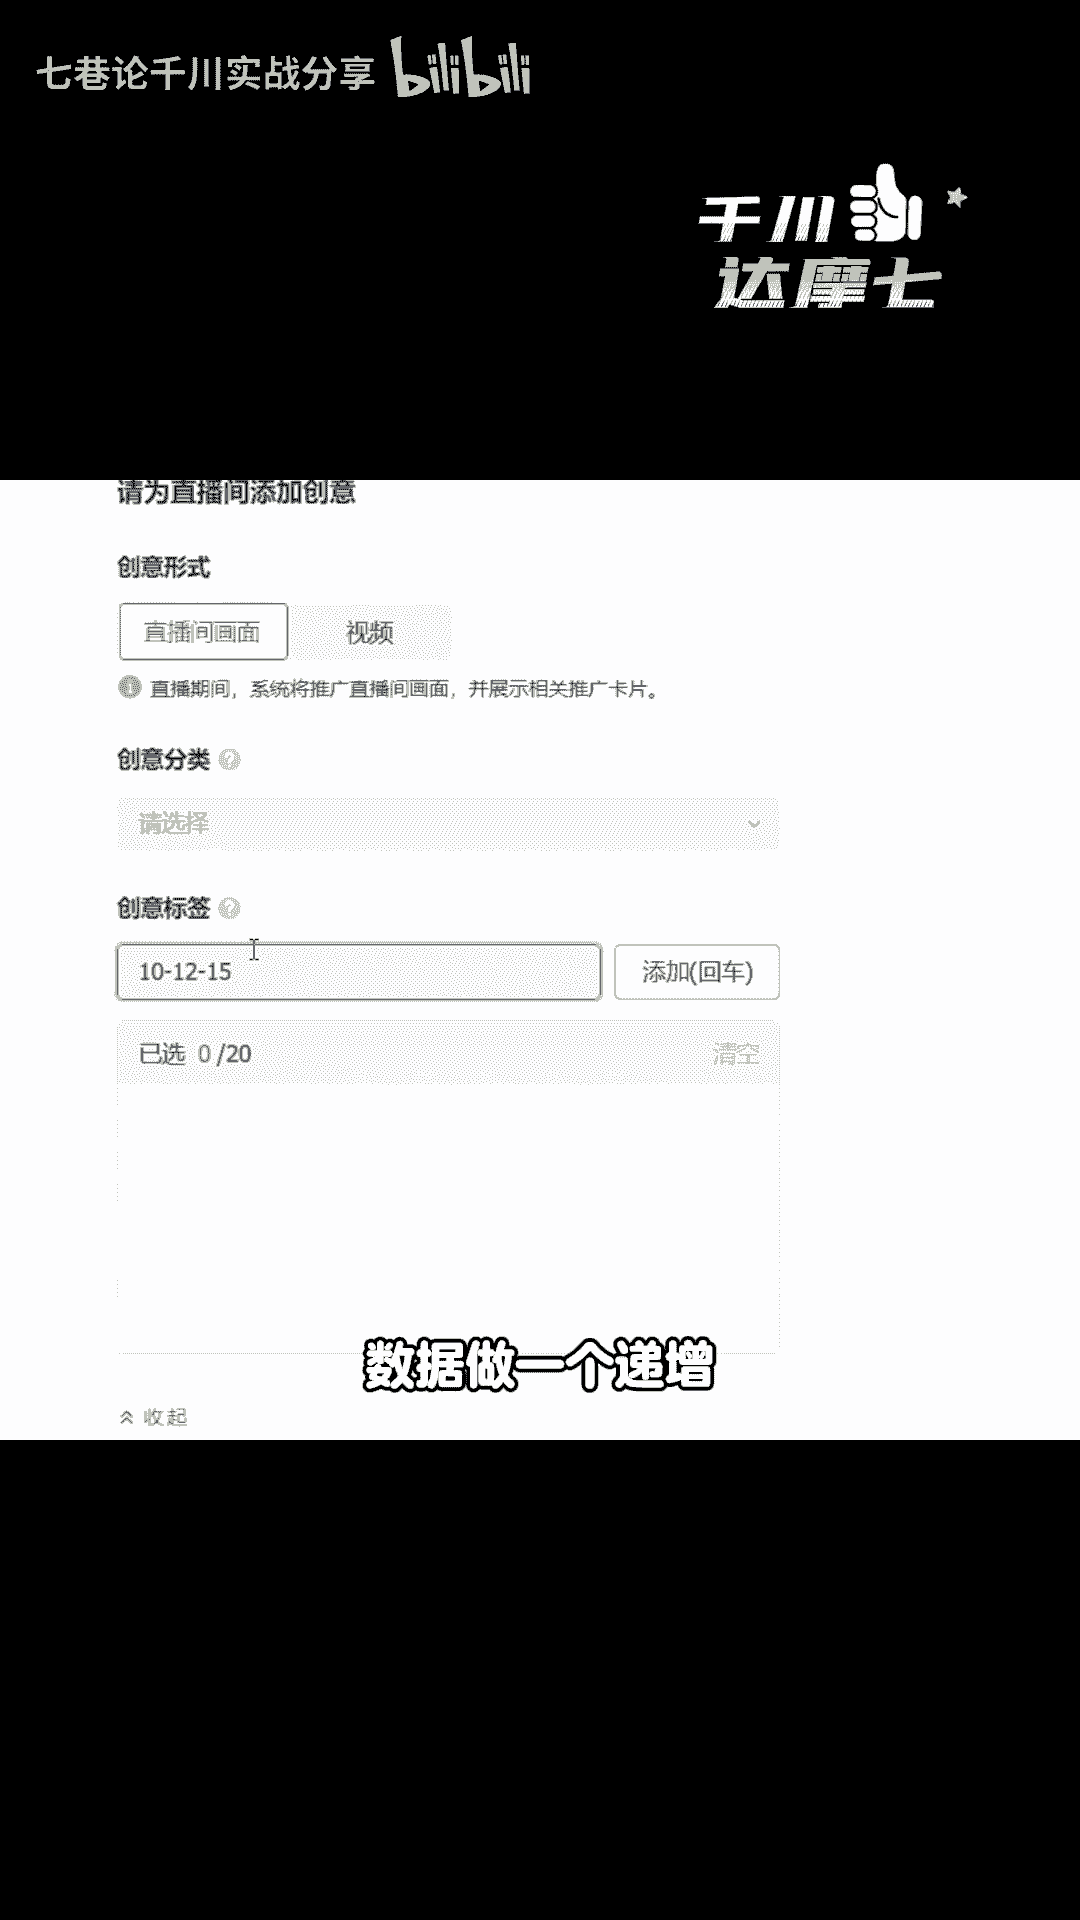 七巷论千川实战分享 bilibili
千川
达摩七
请为直播间添加创意
创意形式
直播间画面 视频
直播期间，系统将推广直播间画面，并展示相关推广卡片。
创意分类
请选择
创意标签
10-12-15 添加(回车)
已选 0 /20 清空
数据做一个递增
收起